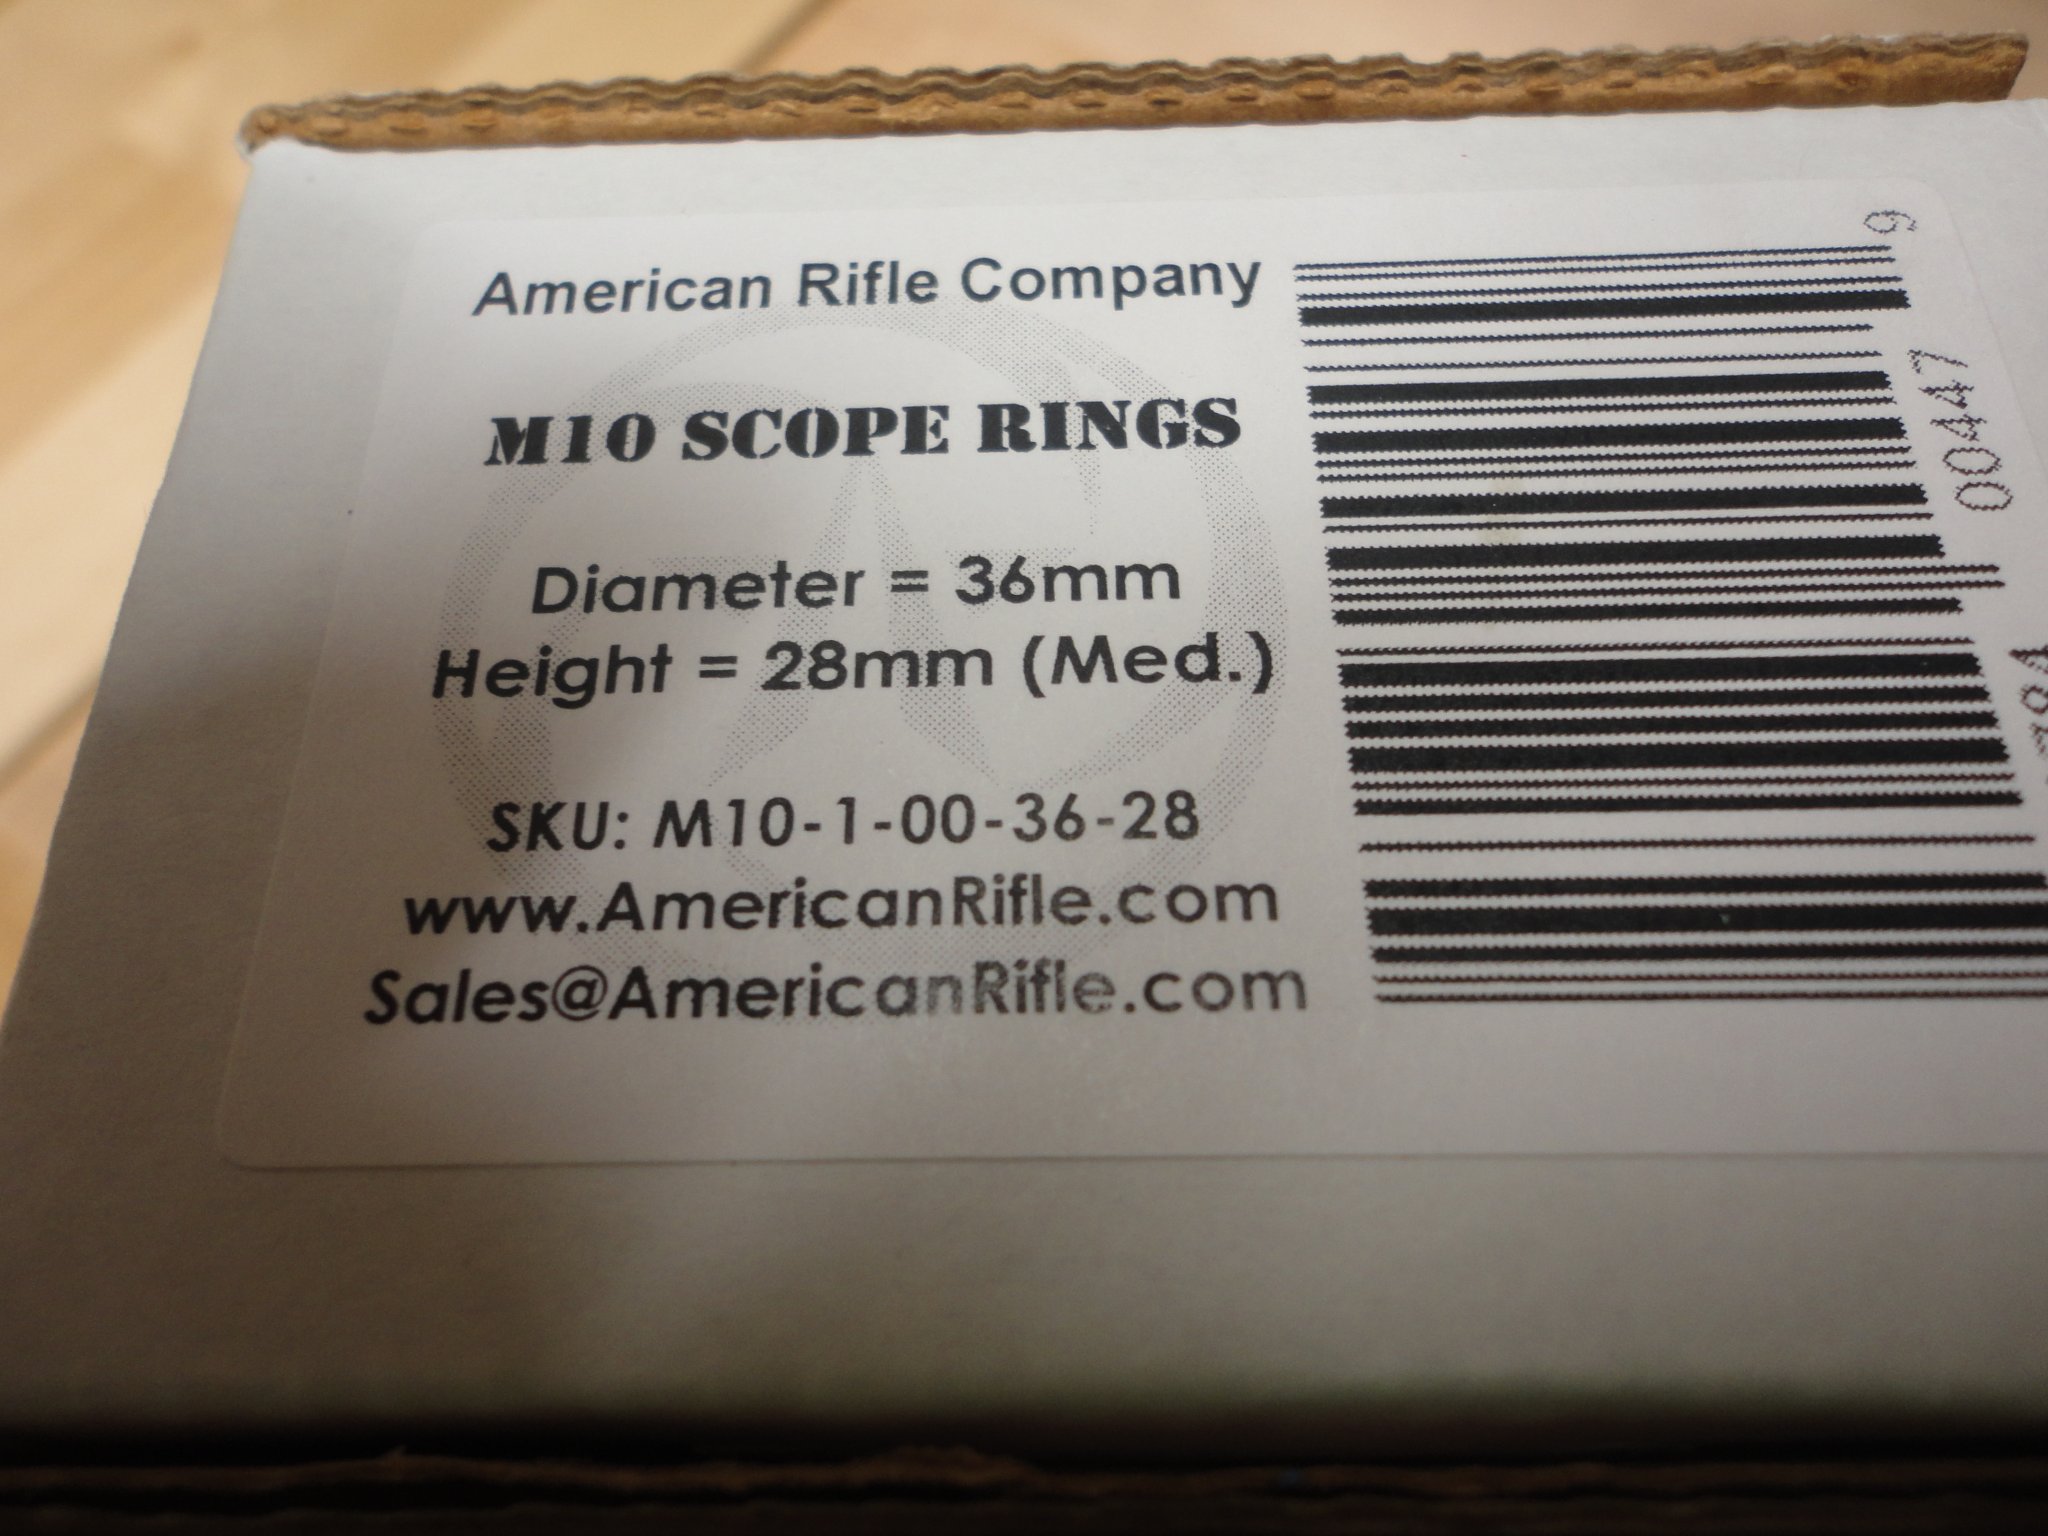 American Rifle Company
M10 SCOPE RINGS
Diameter = 36mm
Height = 28mm (Med.)
SKU: M10-1-00-36-28
www.AmericanRifle.com
Sales@AmericanRifle.com
00447
9